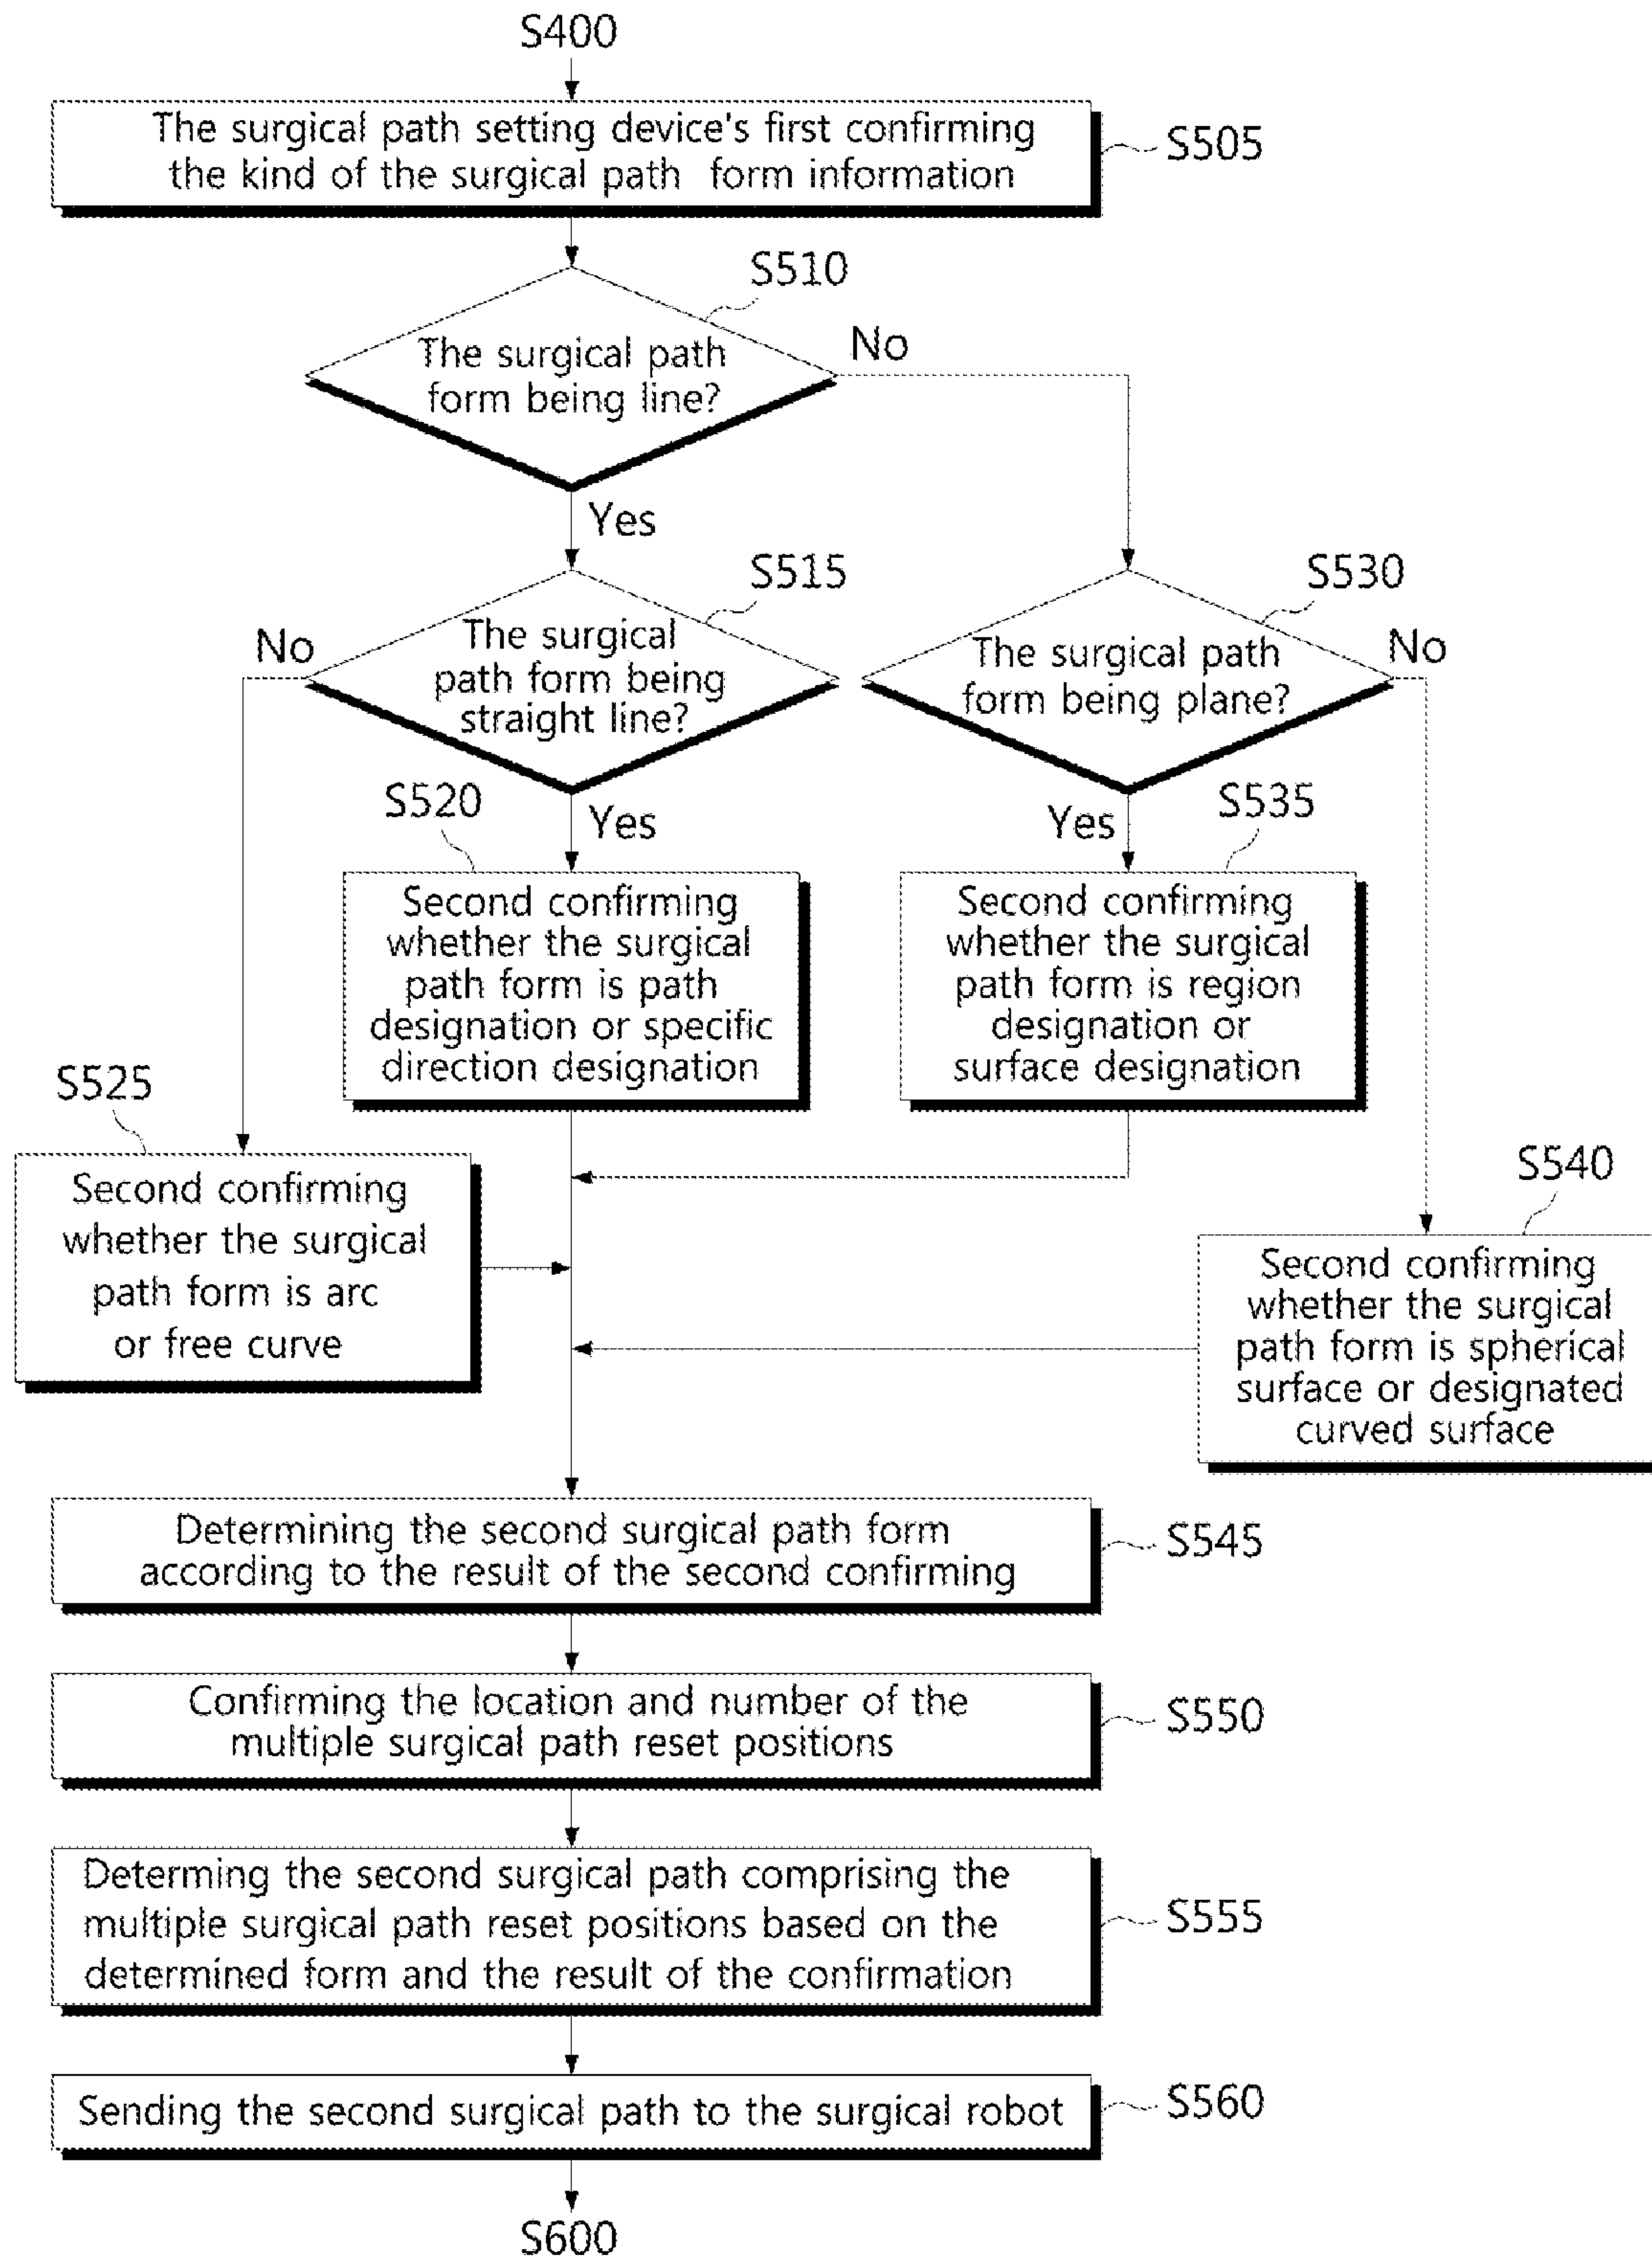 S400
The surgical path setting device's first confirming
the kind of the surgical path form information
S505
S510
The surgical path
form being line?
No
Yes
S515
The surgical
path form being
straight line?
No
S530
The surgical path
form being plane?
No
S520
Yes
Yes
S535
Second confirming
whether the surgical
path form is path
designation or specific
direction designation
Second confirming
whether the surgical
path form is region
designation or
surface designation
S525
Second confirming
whether the surgical
path form is arc
or free curve
S540
Second confirming
whether the surgical
path form is spherical
surface or designated
curved surface
Determining the second surgical path form
according to the result of the second confirming
S545
Confirming the location and number of the
multiple surgical path reset positions
S550
Determing the second surgical path comprising the
multiple surgical path reset positions based on the
determined form and the result of the confirmation
S555
Sending the second surgical path to the surgical robot
S560
S600